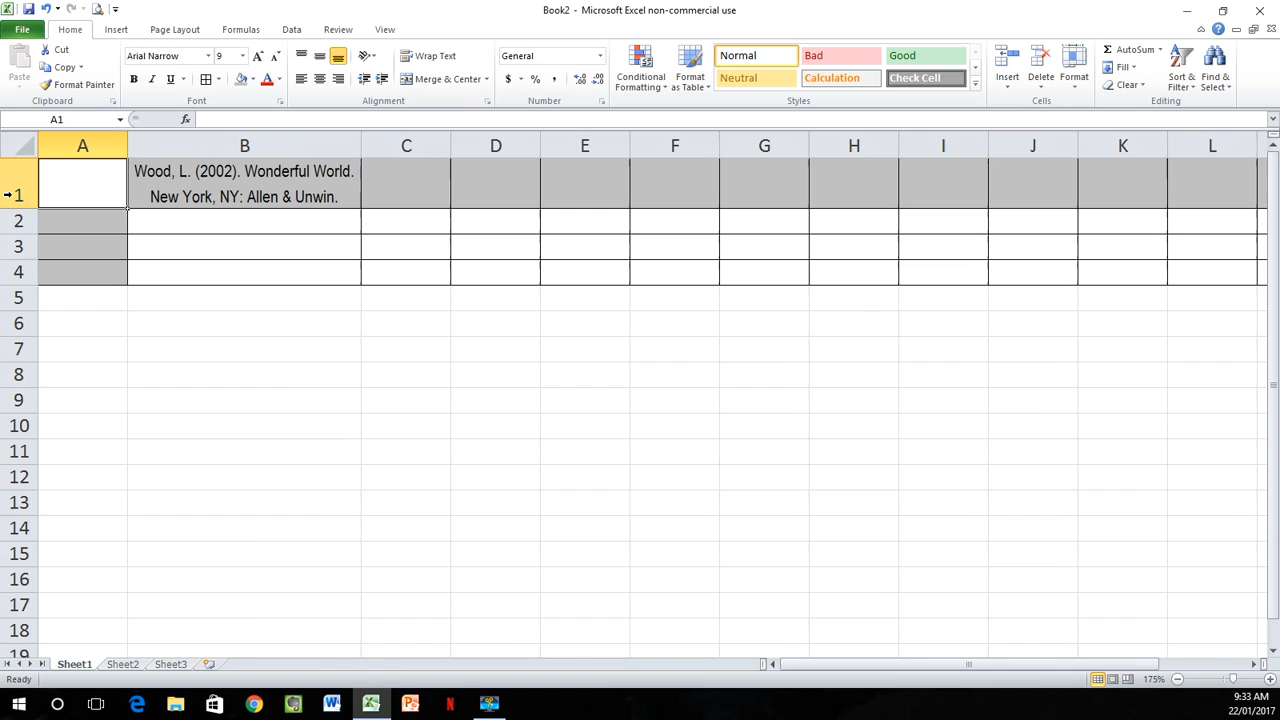 Book2 - Microsoft Excel non-commercial use
File Home Insert Page Layout Formulas Data Review View
Paste Cut Copy Format Painter Clipboard
Arial Narrow 9 A A B I U A Font
Wrap Text Merge & Center Alignment
General $ % , .0 .00 Number
Conditional Formatting Format as Table Normal Bad Good Neutral Calculation Check Cell Styles
Insert Delete Format Cells
AutoSum Fill Clear Sort & Filter Find & Select Editing
A1 fx
A B C D E F G H I J K L
1 Wood, L. (2002). Wonderful World.
New York, NY: Allen & Unwin.
2
3
4
5
6
7
8
9
10
11
12
13
14
15
16
17
18
19
Sheet1 Sheet2 Sheet3
Ready 175%
9:33 AM
22/01/2017